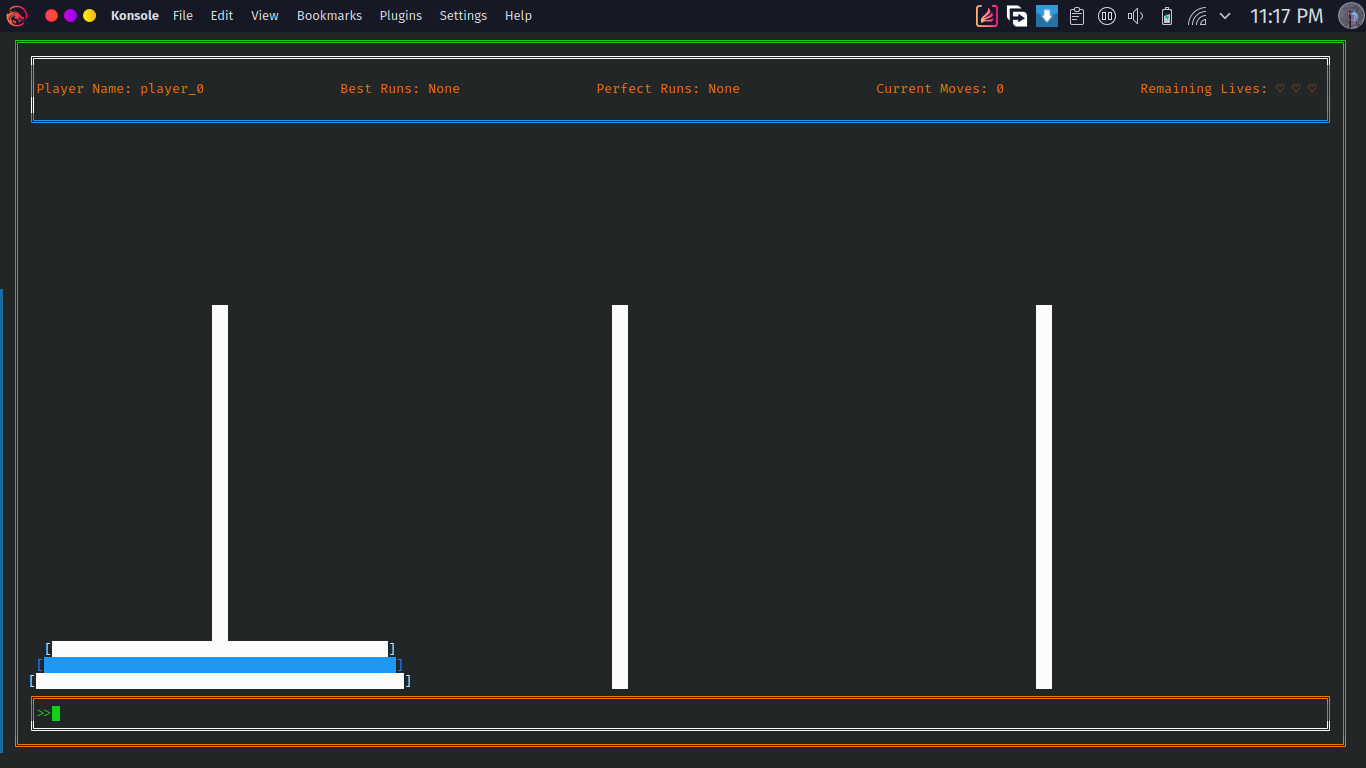 Konsole File Edit View Bookmarks Plugins Settings Help 11:17 PM
Player Name: player_0 Best Runs: None Perfect Runs: None Current Moves: 0 Remaining Lives: ♡ ♡ ♡
[ ]
[ ]
[ ]
>>